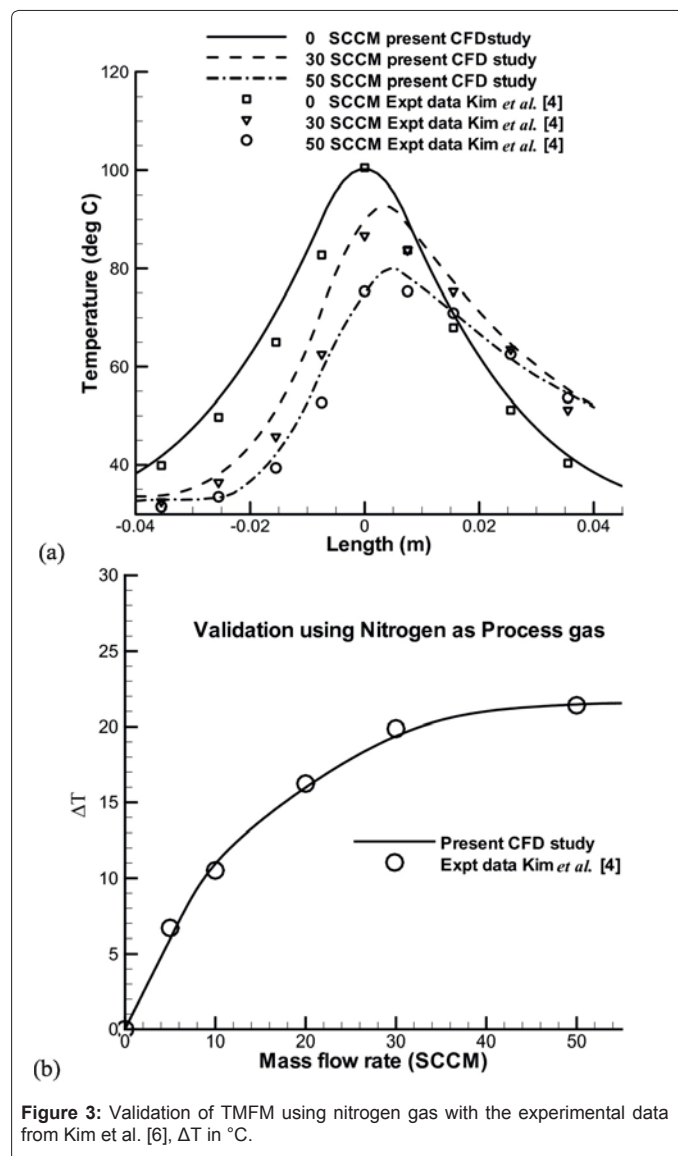 0 SCCM present CFDstudy
30 SCCM present CFD study
50 SCCM present CFD study
0 SCCM Expt data Kim et al. [4]
30 SCCM Expt data Kim et al. [4]
50 SCCM Expt data Kim et al. [4]
Temperature (deg C)
100
80
60
40
-0.04 -0.02 0 0.02 0.04
Length (m)
(a)
30
25
20
15
10
5
0
Validation using Nitrogen as Process gas
ΔT
Present CFD study
Expt data Kim et al. [4]
0 10 20 30 40 50
Mass flow rate (SCCM)
(b)
Figure 3: Validation of TMFM using nitrogen gas with the experimental data
from Kim et al. [6], ΔT in °C.